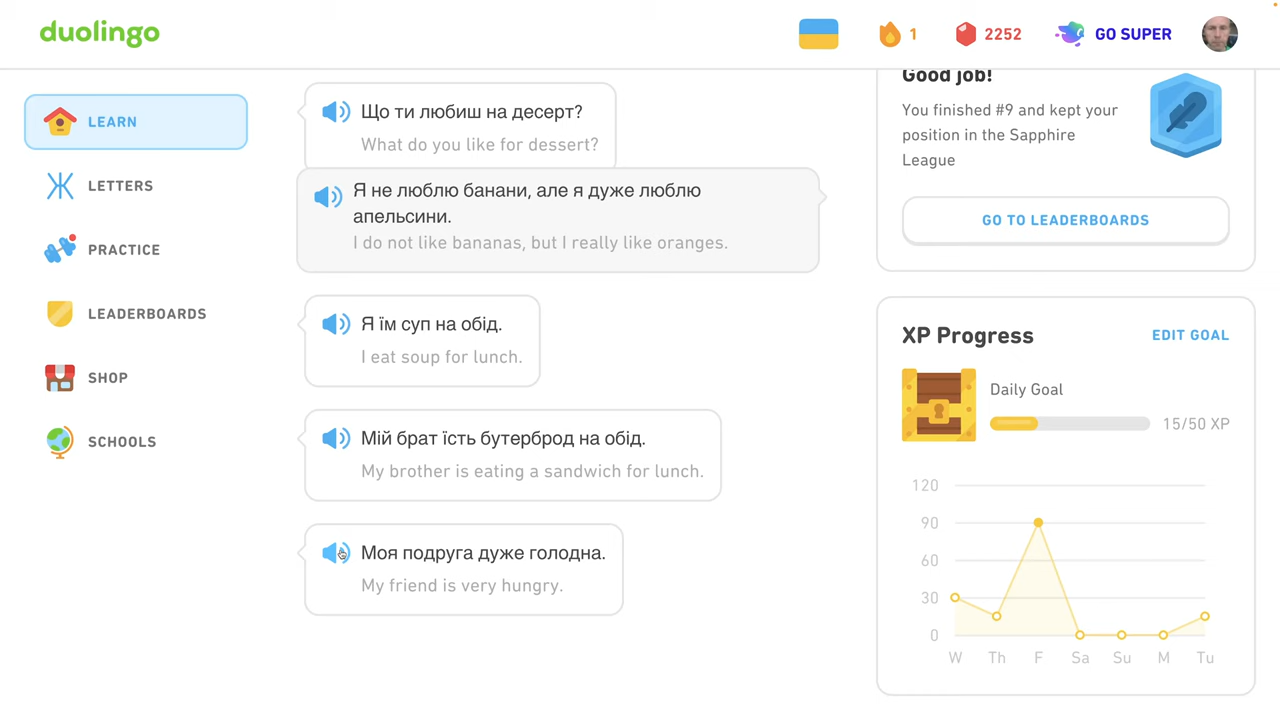 duolingo
1
2252
GO SUPER
LEARN
LETTERS
PRACTICE
LEADERBOARDS
SHOP
SCHOOLS
Що ти любиш на десерт?
What do you like for dessert?
Я не люблю банани, але я дуже люблю
апельсини.
I do not like bananas, but I really like oranges.
Я їм суп на обід.
I eat soup for lunch.
Мій брат їсть бутерброд на обід.
My brother is eating a sandwich for lunch.
Моя подруга дуже голодна.
My friend is very hungry.
Good job!
You finished #9 and kept your
position in the Sapphire
League
GO TO LEADERBOARDS
XP Progress
EDIT GOAL
Daily Goal
15/50 XP
120
90
60
30
0
W Th F Sa Su M Tu